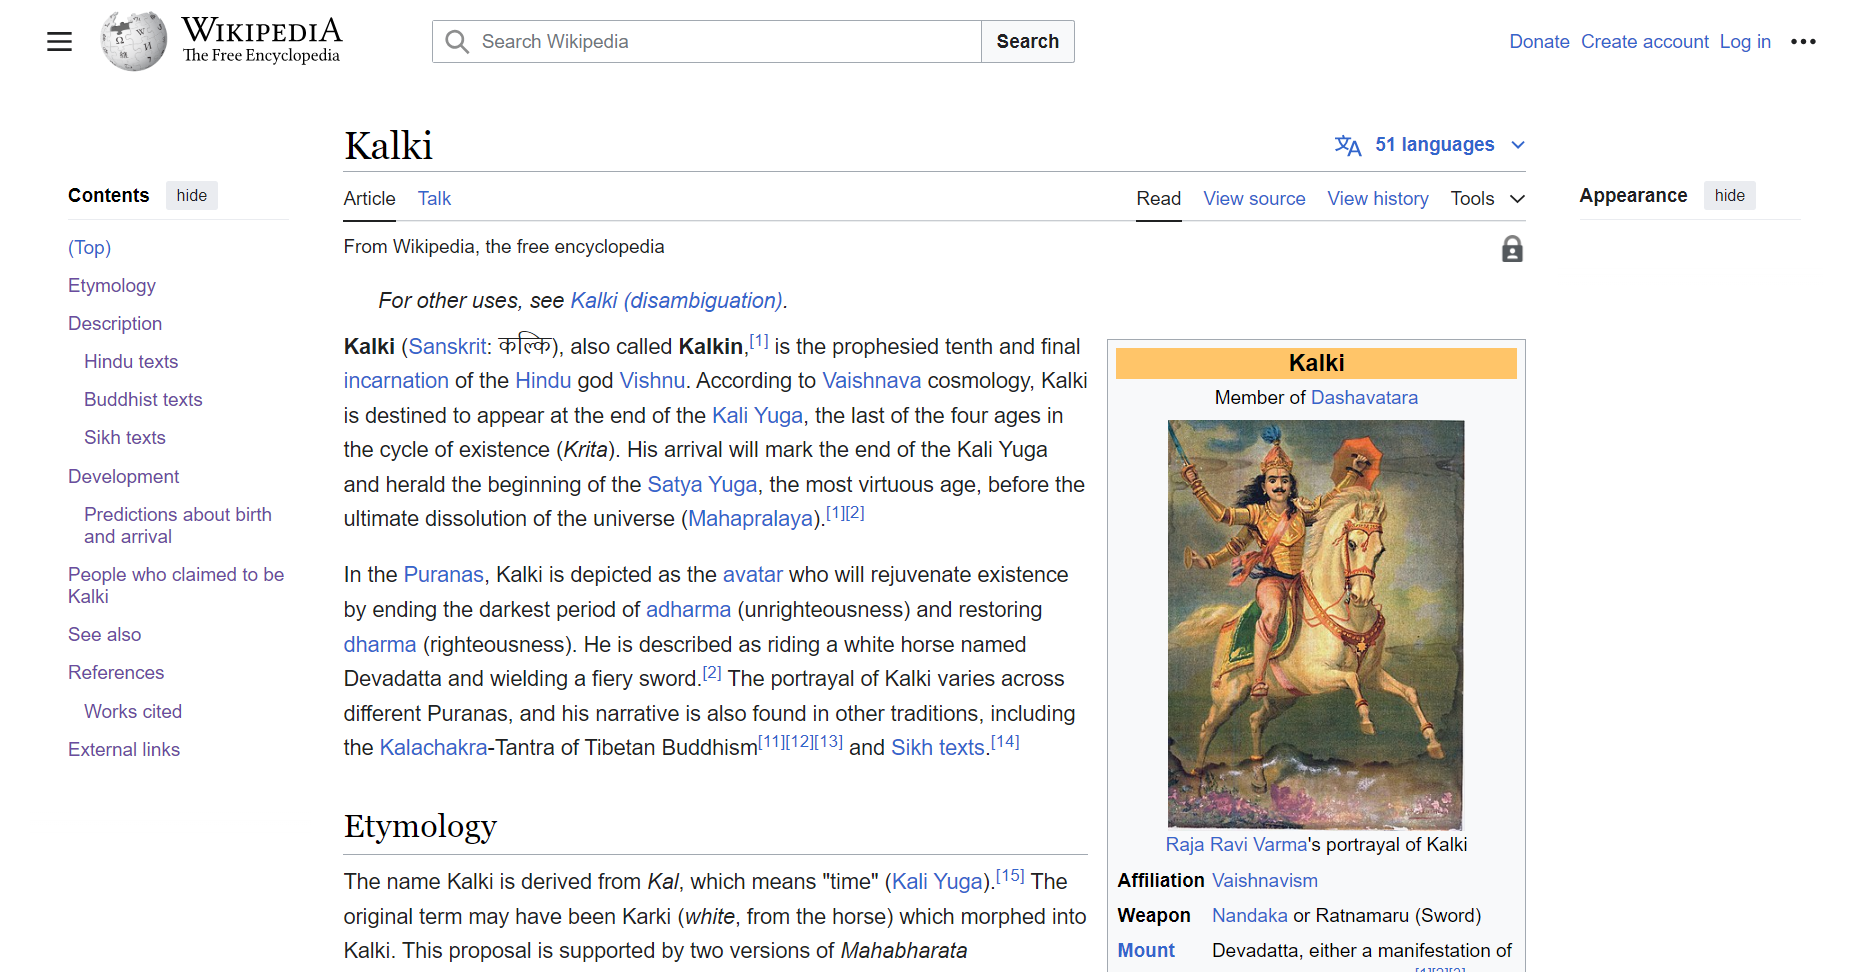 WIKIPEDIA
The Free Encyclopedia
Search Wikipedia
Search
Donate Create account Log in
Contents hide
(Top)
Etymology
Description
Hindu texts
Buddhist texts
Sikh texts
Development
Predictions about birth
and arrival
People who claimed to be
Kalki
See also
References
Works cited
External links
Kalki
51 languages
Article Talk
Read View source View history Tools
From Wikipedia, the free encyclopedia
For other uses, see Kalki (disambiguation).
Kalki (Sanskrit: कल्कि), also called Kalkin,[1] is the prophesied tenth and final
incarnation of the Hindu god Vishnu. According to Vaishnava cosmology, Kalki
is destined to appear at the end of the Kali Yuga, the last of the four ages in
the cycle of existence (Krita). His arrival will mark the end of the Kali Yuga
and herald the beginning of the Satya Yuga, the most virtuous age, before the
ultimate dissolution of the universe (Mahapralaya).[1][2]
In the Puranas, Kalki is depicted as the avatar who will rejuvenate existence
by ending the darkest period of adharma (unrighteousness) and restoring
dharma (righteousness). He is described as riding a white horse named
Devadatta and wielding a fiery sword.[2] The portrayal of Kalki varies across
different Puranas, and his narrative is also found in other traditions, including
the Kalachakra-Tantra of Tibetan Buddhism[11][12][13] and Sikh texts.[14]
Etymology
The name Kalki is derived from Kal, which means "time" (Kali Yuga).[15] The
original term may have been Karki (white, from the horse) which morphed into
Kalki. This proposal is supported by two versions of Mahabharata
Kalki
Member of Dashavatara
Raja Ravi Varma's portrayal of Kalki
Affiliation Vaishnavism
Weapon Nandaka or Ratnamaru (Sword)
Mount Devadatta, either a manifestation of
Appearance hide